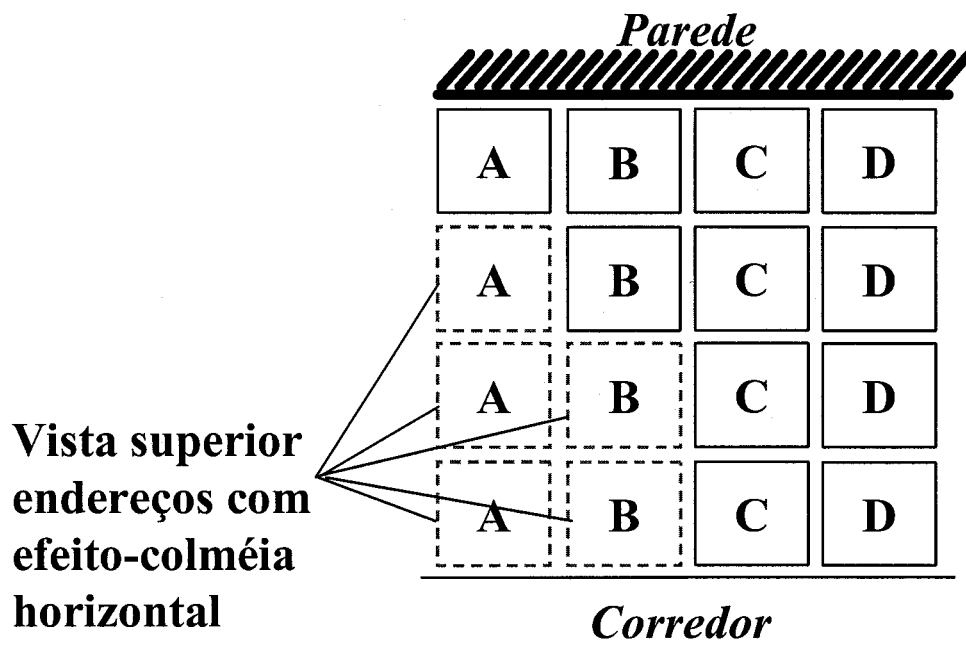 Parede
A B C D
A B C D
A B C D
A B C D
Vista superior
endereços com
efeito-colméia
horizontal
Corredor